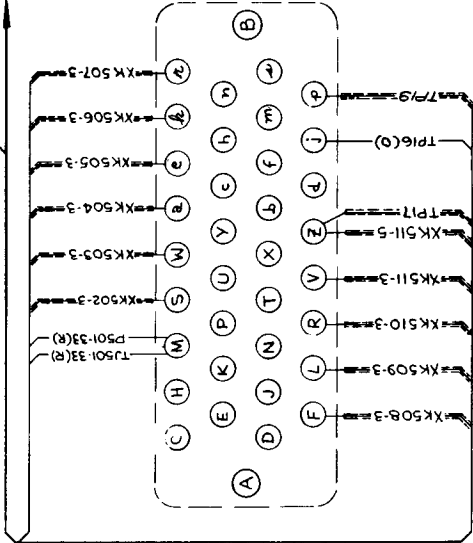 B
XK507-3 r
n
p TP19
XK506-3 k
m
h
j TP16(O)
XK505-3 e
f
c
d
XK504-3 a
b
TP17
Y
Z XK511-5
XK503-3 W
X
U
V XK511-3
XK502-3 S
T
P
R XK510-3
P501-33(R)
M
TJ501-33(R)
N
K
L XK509-3
H
J
E
F XK508-3
C
D
A